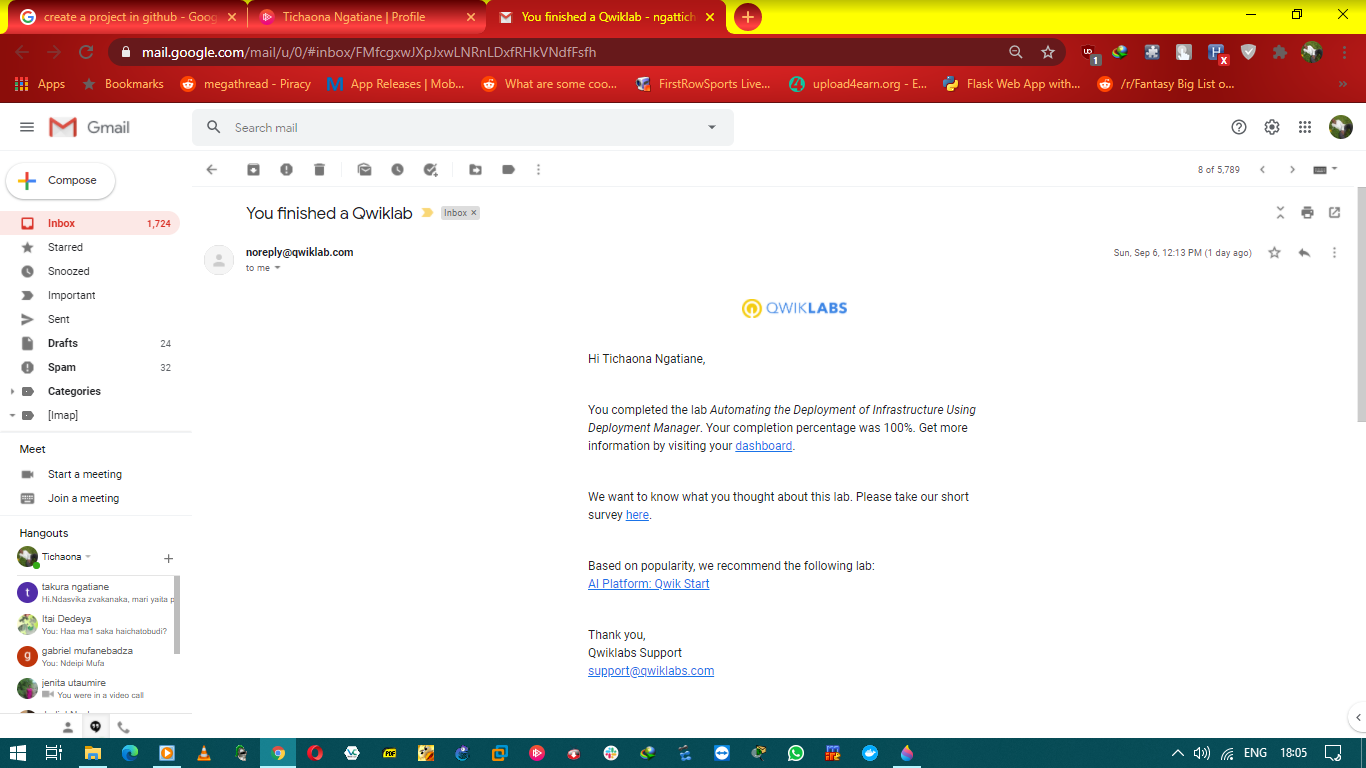 create a project in github - Goog
Tichaona Ngatiane | Profile
You finished a Qwiklab - ngattich
mail.google.com/mail/u/0/#inbox/FMfcgxwJXpJxwLNRnLDxfRHkVNdfFsfh
Apps
Bookmarks
megathread - Piracy
App Releases | Mob...
What are some coo...
FirstRowSports Live...
upload4earn.org - E...
Flask Web App with...
/r/Fantasy Big List o...
»
Gmail
Search mail
Compose
8 of 5,789
Inbox 1,724
Starred
Snoozed
Important
Sent
Drafts 24
Spam 32
Categories
[Imap]
Meet
Start a meeting
Join a meeting
Hangouts
Tichaona
takura ngatiane
Hi.Ndasvika zvakanaka, mari yaita p
Itai Dedeya
You: Haa ma1 saka haichatobudi?
gabriel mufanebadza
You: Ndeipi Mufa
jenita utaumire
You were in a video call
You finished a Qwiklab
Inbox ×
noreply@qwiklab.com
to me
Sun, Sep 6, 12:13 PM (1 day ago)
QWIKLABS
Hi Tichaona Ngatiane,
You completed the lab Automating the Deployment of Infrastructure Using
Deployment Manager. Your completion percentage was 100%. Get more
information by visiting your dashboard.
We want to know what you thought about this lab. Please take our short
survey here.
Based on popularity, we recommend the following lab:
AI Platform: Qwik Start
Thank you,
Qwiklabs Support
support@qwiklabs.com
ENG
18:05